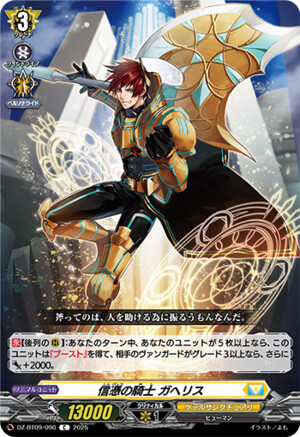 3
グレード
ツインドライブ
ペルソナライド
斧ってのは、人を助ける為に振るうもんなんだ。
【後列の(R)】:あなたのターン中、あなたのユニットが5枚以上なら、この
ユニットは『ブースト』を得て、相手のヴァンガードがグレード3以上なら、さらに
+2000。
ノーマルユニット
信憑の騎士 ガヘリス
パワー
13000
クリティカル
1
ケテルサンクチュアリ
ヒューマン
DZ-BT09/090 C 2025
イラスト/よも